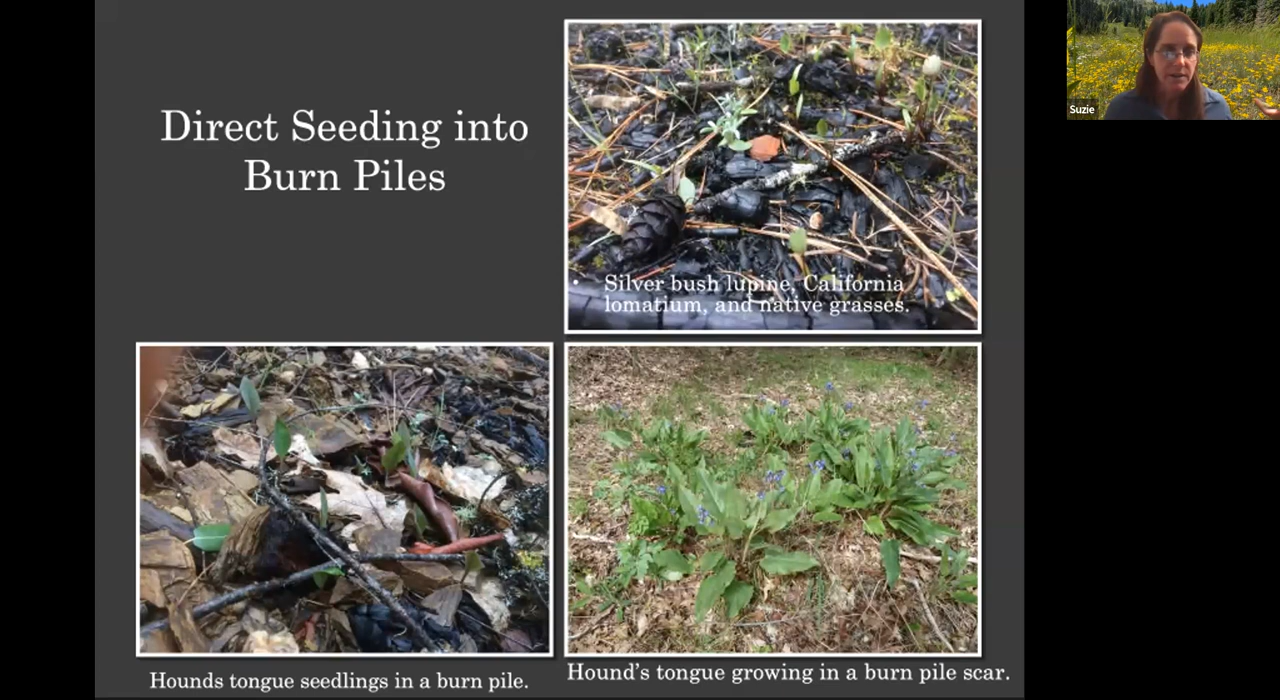 Direct Seeding into
Burn Piles
• Silver bush lupine, California
lomatium, and native grasses.
Hounds tongue seedlings in a burn pile.
Hound's tongue growing in a burn pile scar.
Suzie